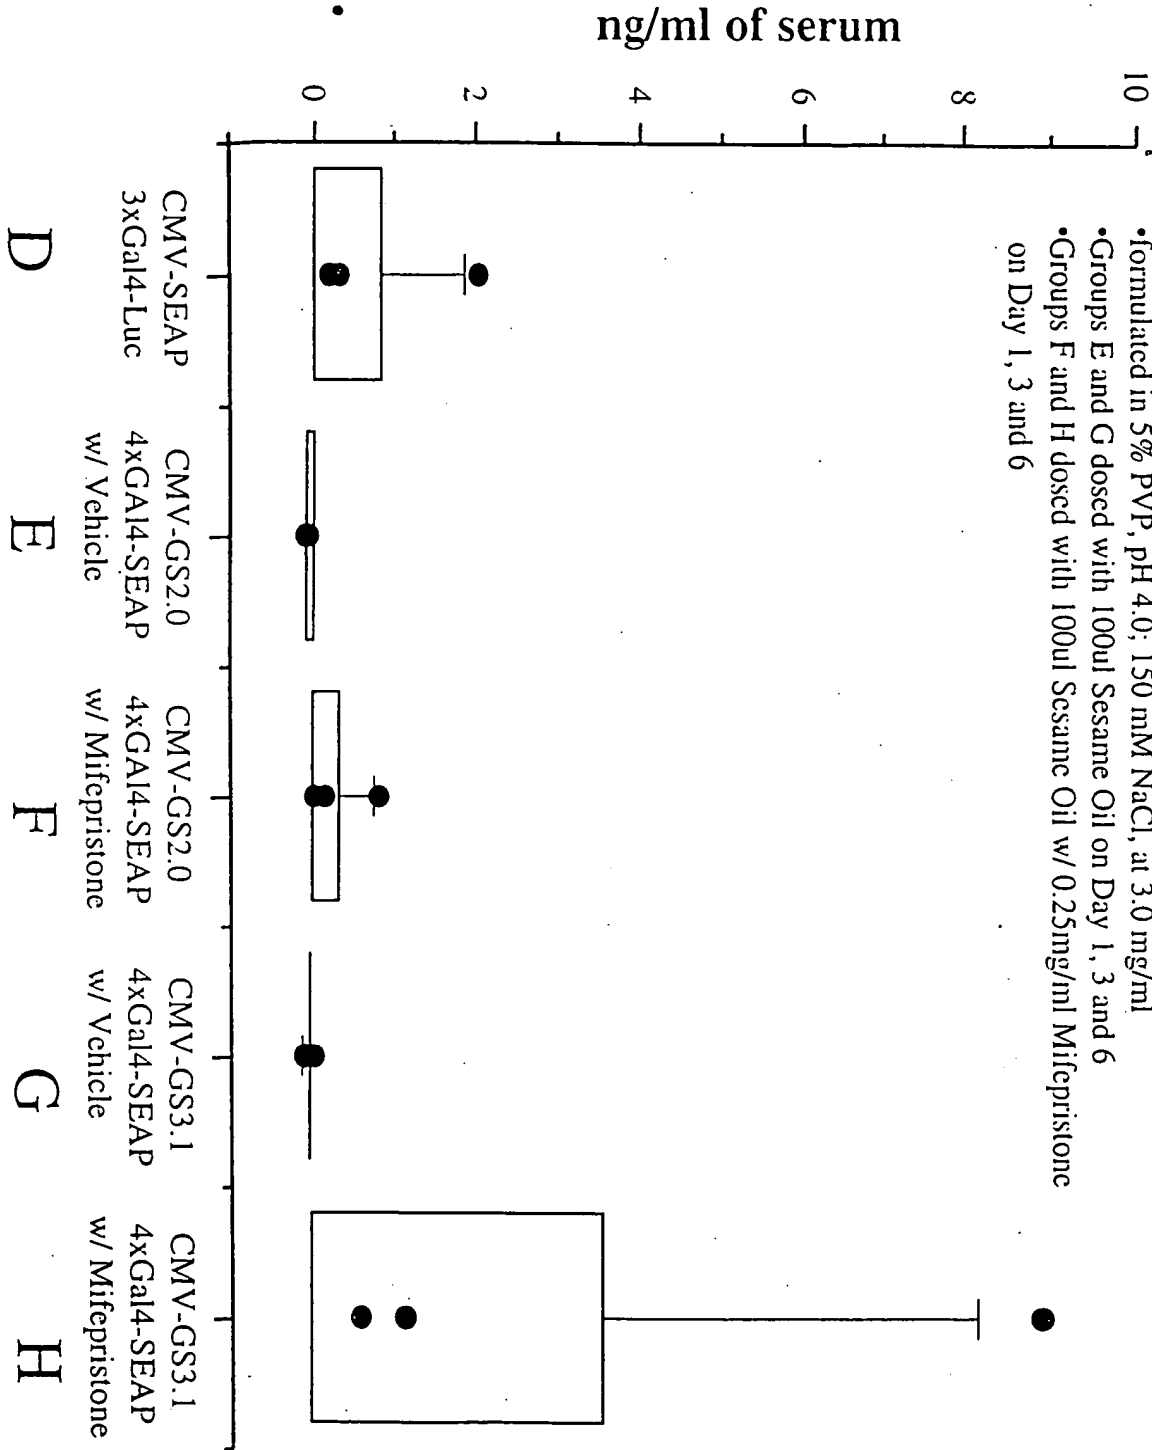 ng/ml of serum
10
8
6
4
2
0
•formulated in 5% PVP, pH 4.0; 150 mM NaCl, at 3.0 mg/ml
•Groups E and G dosed with 100ul Sesame Oil on Day 1, 3 and 6
•Groups F and H dosed with 100ul Sesame Oil w/ 0.25mg/ml Mifepristone
on Day 1, 3 and 6
CMV-SEAP
3xGal4-Luc
D
CMV-GS2.0
4xGAl4-SEAP
w/ Vehicle
E
CMV-GS2.0
4xGAl4-SEAP
w/ Mifepristone
F
CMV-GS3.1
4xGal4-SEAP
w/ Vehicle
G
CMV-GS3.1
4xGal4-SEAP
w/ Mifepristone
H